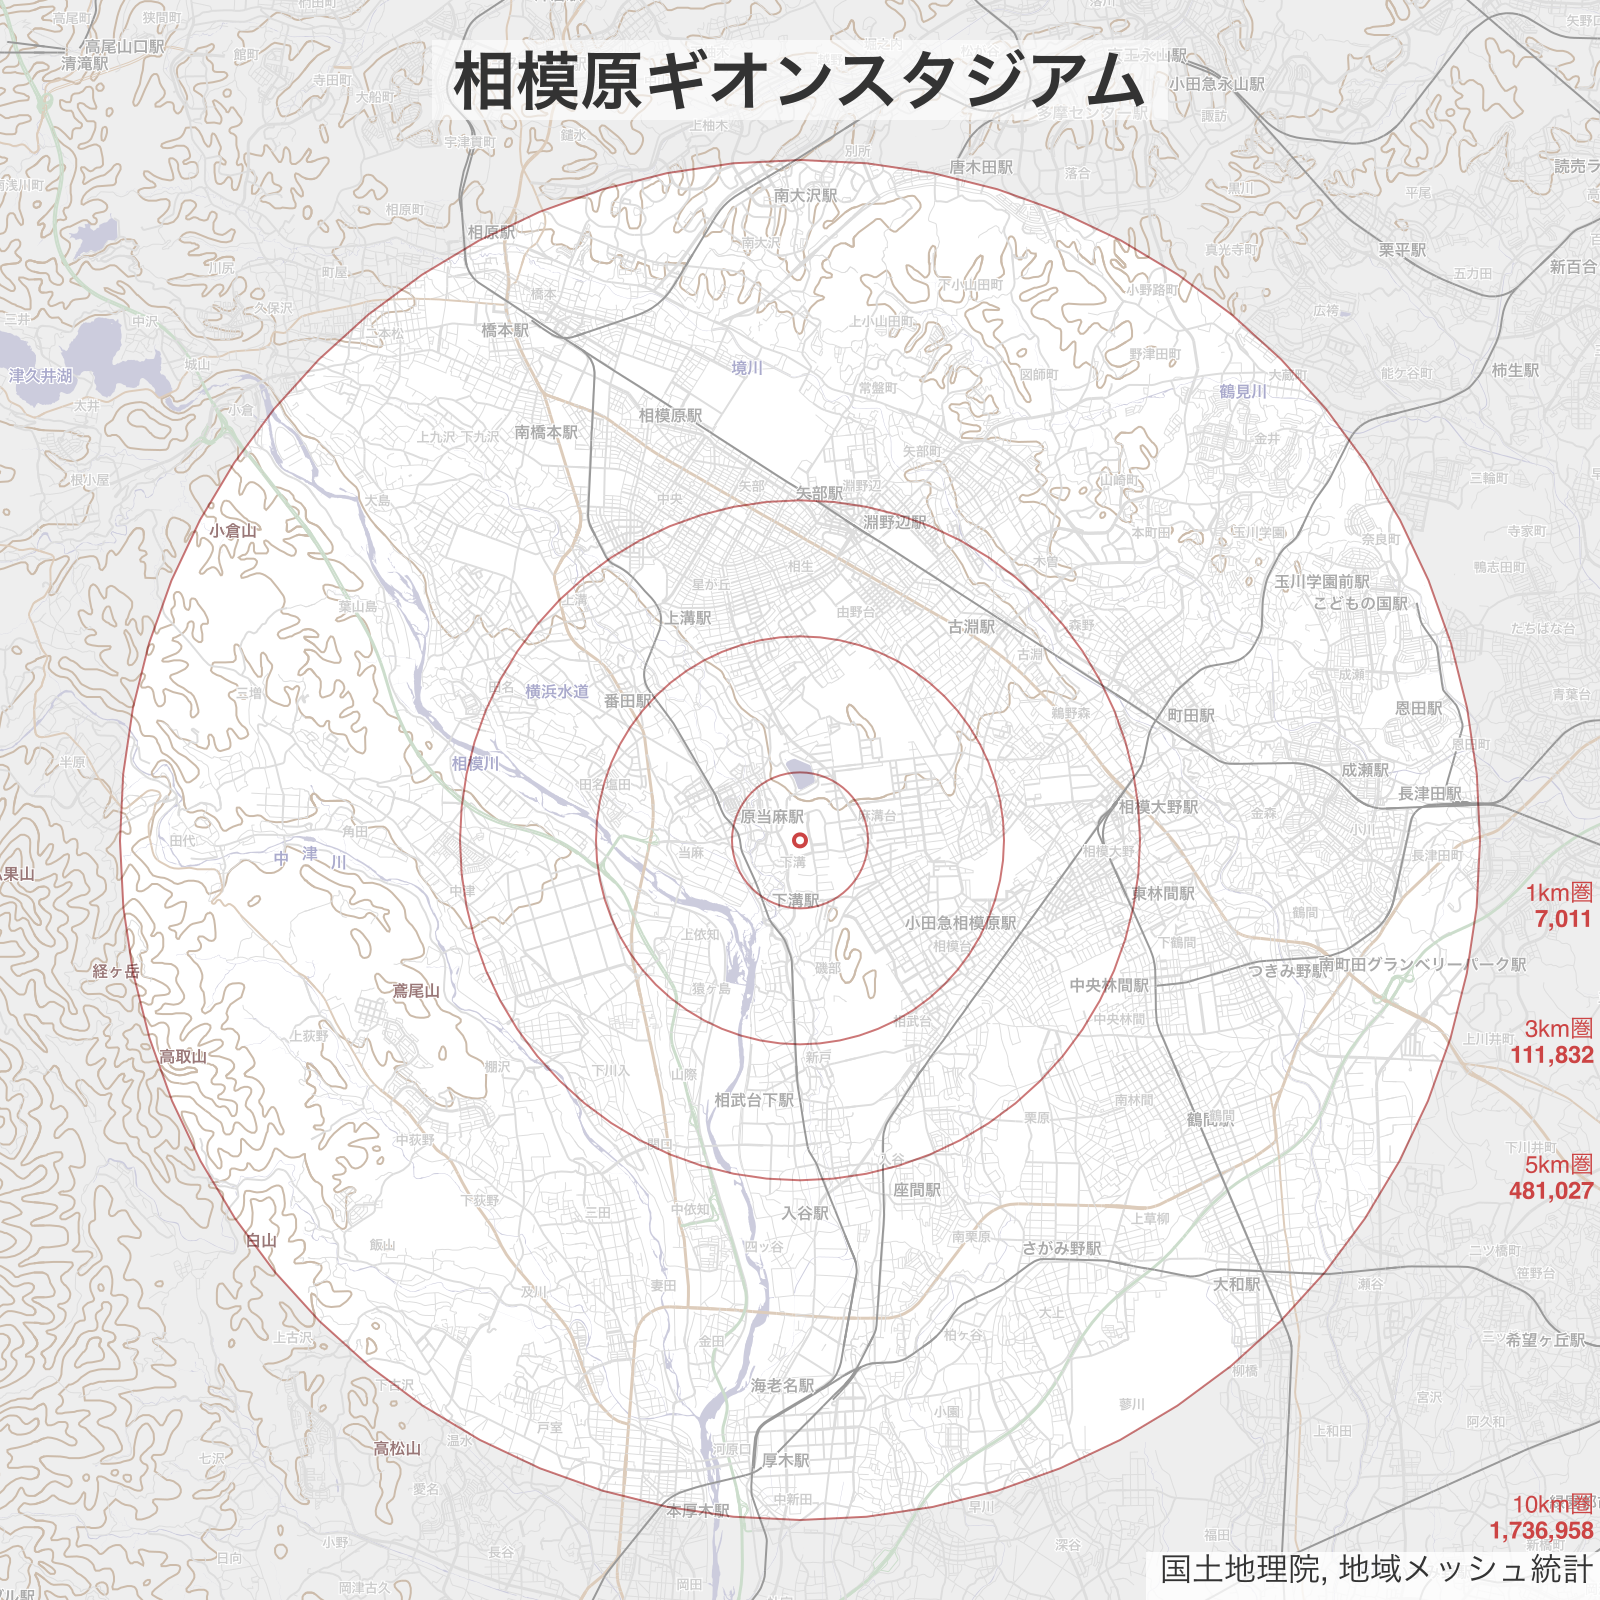 相模原ギオンスタジアム
高尾町
狭間町
高尾山口駅
清滝駅
館町
寺田町
大船町
宇津貫町
鑓水
上柚木
別所
小田急永山駅
諏訪
多摩センター駅
唐木田駅
落合
黒川
平尾
栗平駅
五力田
新百合
読売ラ
南大沢駅
南大沢
相原町
相原駅
川尻
町屋
久保沢
二本松
橋本
橋本駅
三井
中沢
城山
津久井湖
太井
小倉
根小屋
真光寺町
広袴
下小山田町
小野路町
上小山田町
野津田町
図師町
大蔵町
鶴見川
能ケ谷町
柿生駅
境川
常盤町
相模原駅
南橋本駅
上九沢
下九沢
矢部町
金井
山崎町
三輪町
大島
中央
矢部
矢部駅
淵野辺
淵野辺駅
小倉山
本町田
玉川学園
奈良町
寺家町
鴨志田町
木曽
相生
星が丘
由野台
上溝
上溝駅
葉山島
古淵駅
古淵
森野
玉川学園前駅
こどもの国駅
たちばな台
成瀬
恩田駅
青葉台
恩田町
三増
田名
横浜水道
番田駅
鵜野森
町田駅
成瀬駅
長津田駅
半原
相模川
田名塩田
原当麻駅
麻溝台
相模大野駅
相模大野
金森
小川
長津田町
田代
角田
中津川
当麻
下溝
下溝駅
中津
東林間駅
小田急相模原駅
相模台
鶴間
下鶴間
つきみ野駅
南町田グランベリーパーク駅
1km圏
7,011
経ヶ岳
鳶尾山
上依知
磯部
猿ケ島
中央林間駅
中央林間
相武台
上荻野
高取山
棚沢
下川入
山際
新戸
相武台下駅
上川井町
3km圏
111,832
南林間
栗原
鶴間駅
鶴間
中荻野
関口
入谷
座間駅
下川井町
5km圏
481,027
下荻野
三田
中依知
入谷駅
上草柳
白山
飯山
四ッ谷
南栗原
さがみ野駅
二ツ橋町
笹野台
瀬谷
大和駅
妻田
及川
大上
上古沢
金田
柏ヶ谷
希望ヶ丘駅
柳橋
下古沢
海老名駅
小園
蓼川
宮沢
阿久和
上和田
高松山
温水
戸室
七沢
愛名
河原口
厚木駅
中新田
本厚木駅
早川
福田
深谷
10km圏
1,736,958
新橋町
小野
日向
長谷
岡津古久
岡田
国土地理院, 地域メッシュ統計